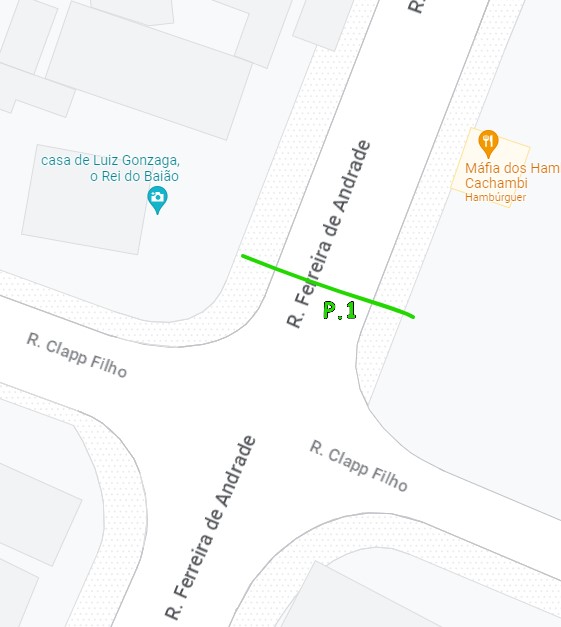 R.
casa de Luiz Gonzaga,
o Rei do Baião
Máfia dos Ham
Cachambi
Hambúrguer
R. Ferreira de Andrade
P.1
R. Clapp Filho
R. Clapp Filho
R. Ferreira de Andrade